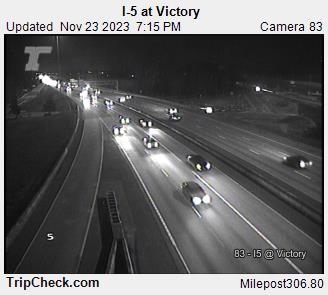 I-5 at Victory
Updated Nov 23 2023 7:15 PM Camera 83
T
S
83 - I5 @ Victory
TripCheck.com Milepost306.80